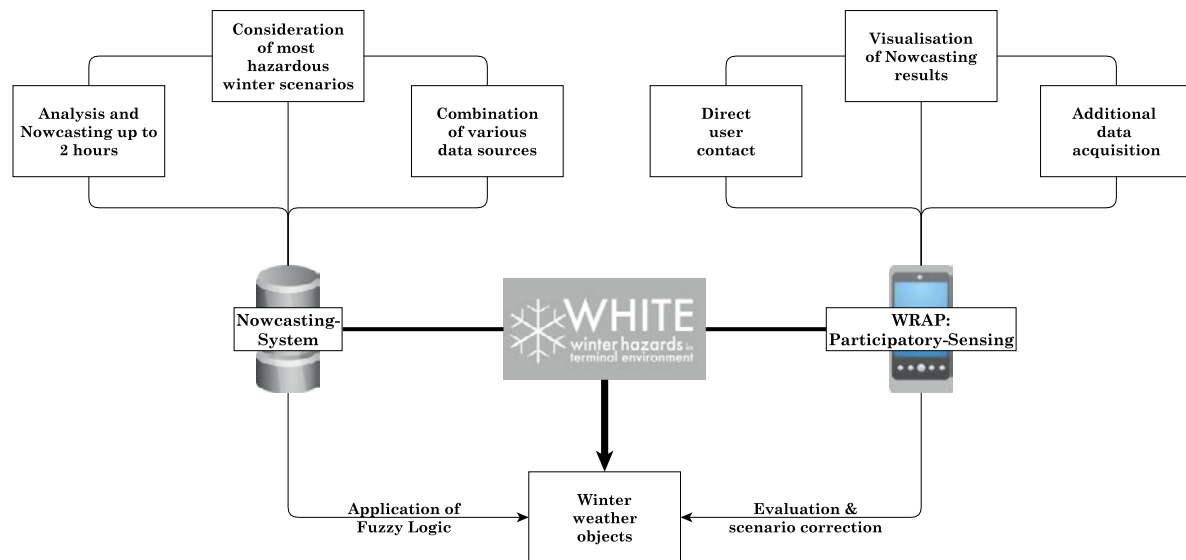 Consideration
of most
hazardous
winter scenarios
Analysis and
Nowcasting up to
2 hours
Combination
of various
data sources
Visualisation
of Nowcasting
results
Direct
user
contact
Additional
data
acquisition
Nowcasting-
System
WHITE
winter hazards in
terminal environment
WRAP:
Participatory-Sensing
Application of
Fuzzy Logic
Winter
weather
objects
Evaluation &
scenario correction